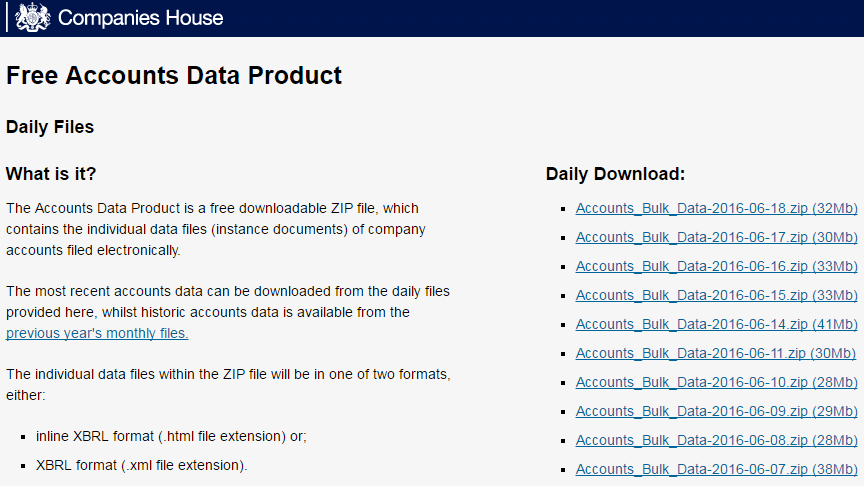 Companies House
Free Accounts Data Product
Daily Files
What is it?
The Accounts Data Product is a free downloadable ZIP file, which
contains the individual data files (instance documents) of company
accounts filed electronically.
The most recent accounts data can be downloaded from the daily files
provided here, whilst historic accounts data is available from the
previous year's monthly files.
The individual data files within the ZIP file will be in one of two formats,
either:
inline XBRL format (.html file extension) or;
XBRL format (.xml file extension).
Daily Download:
Accounts_Bulk_Data-2016-06-18.zip (32Mb)
Accounts_Bulk_Data-2016-06-17.zip (30Mb)
Accounts_Bulk_Data-2016-06-16.zip (33Mb)
Accounts_Bulk_Data-2016-06-15.zip (33Mb)
Accounts_Bulk_Data-2016-06-14.zip (41Mb)
Accounts_Bulk_Data-2016-06-11.zip (30Mb)
Accounts_Bulk_Data-2016-06-10.zip (28Mb)
Accounts_Bulk_Data-2016-06-09.zip (29Mb)
Accounts_Bulk_Data-2016-06-08.zip (28Mb)
Accounts_Bulk_Data-2016-06-07.zip (38Mb)